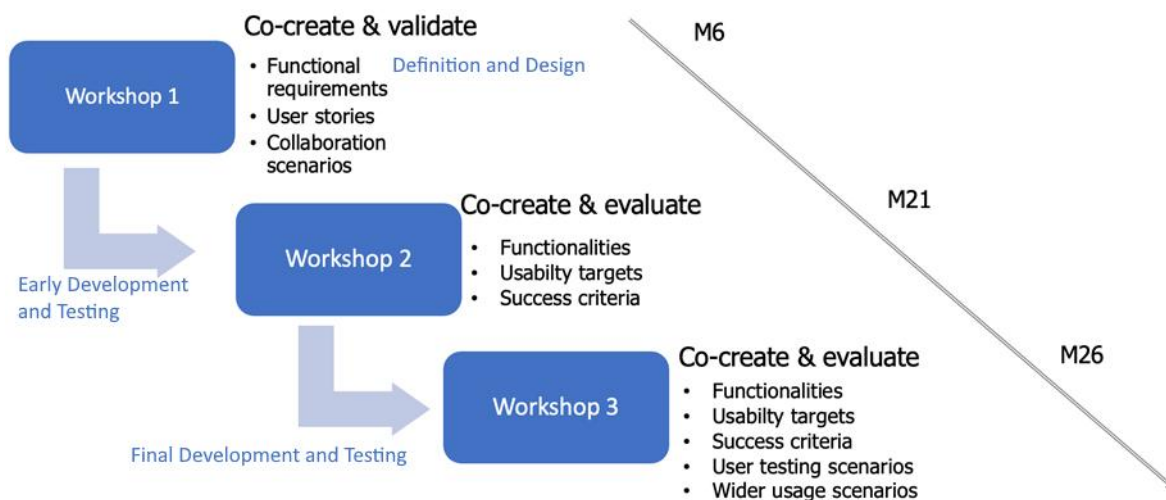 Co-create & validate
M6
Workshop 1
Definition and Design
• Functional
requirements
• User stories
• Collaboration
scenarios
M21
Co-create & evaluate
Workshop 2
• Functionalities
• Usabilty targets
• Success criteria
Early Development
and Testing
M26
Co-create & evaluate
Workshop 3
• Functionalities
• Usabilty targets
• Success criteria
• User testing scenarios
• Wider usage scenarios
Final Development and Testing